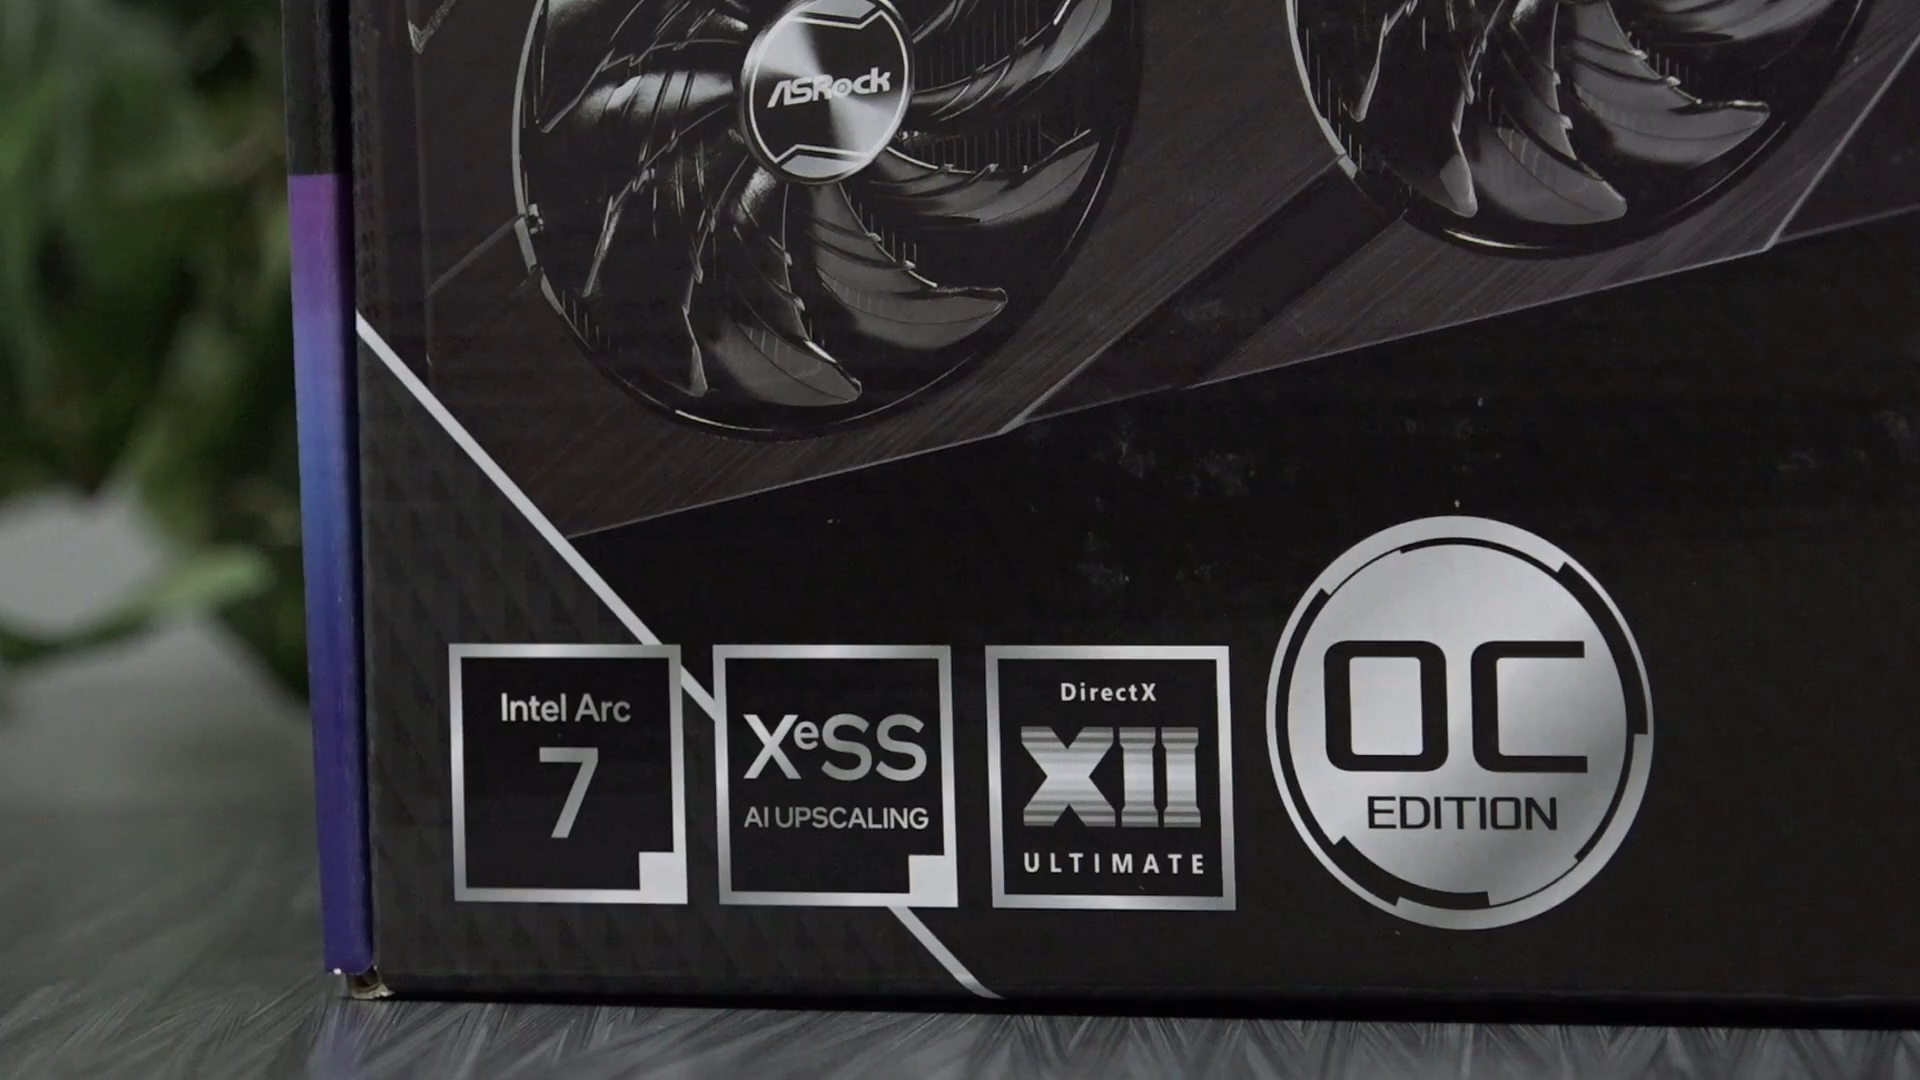 ASRock
Intel Arc
7
XeSS
AI UPSCALING
DirectX
XII
ULTIMATE
OC
EDITION